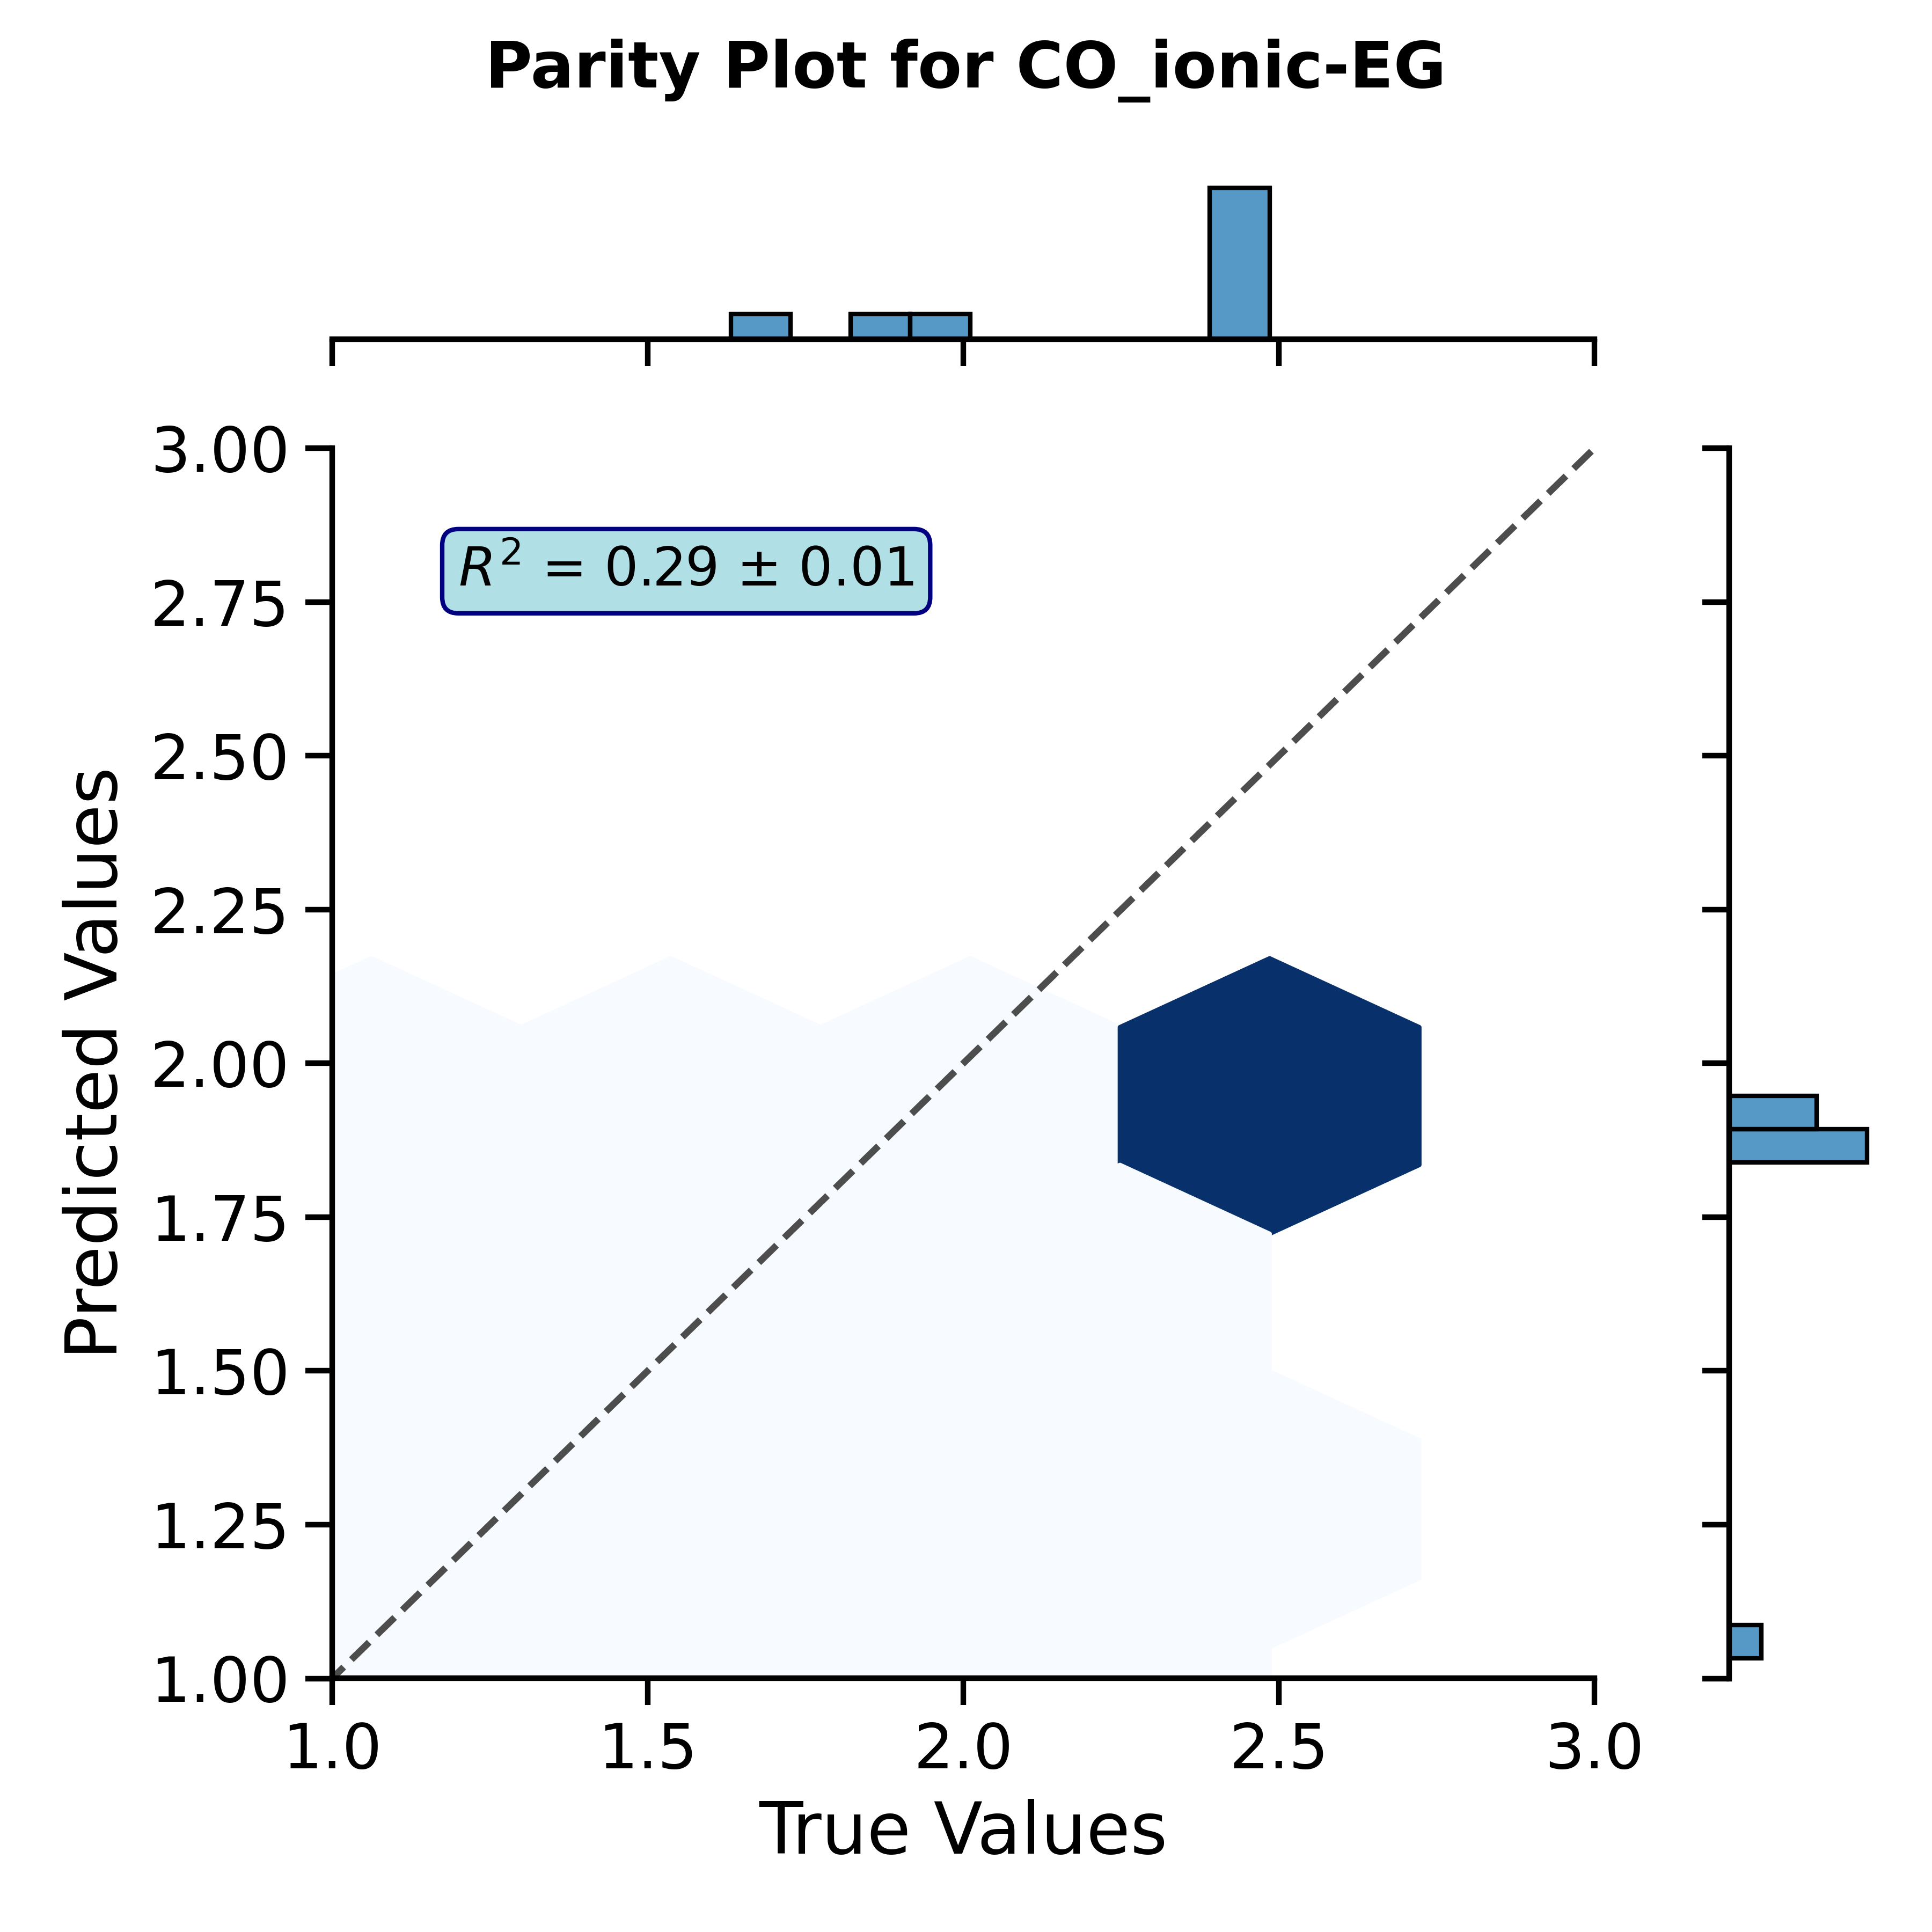 Parity Plot for CO_ionic-EG
R² = 0.29 ± 0.01
3.00
2.75
2.50
2.25
2.00
1.75
1.50
1.25
1.00
Predicted Values
1.0 1.5 2.0 2.5 3.0
True Values